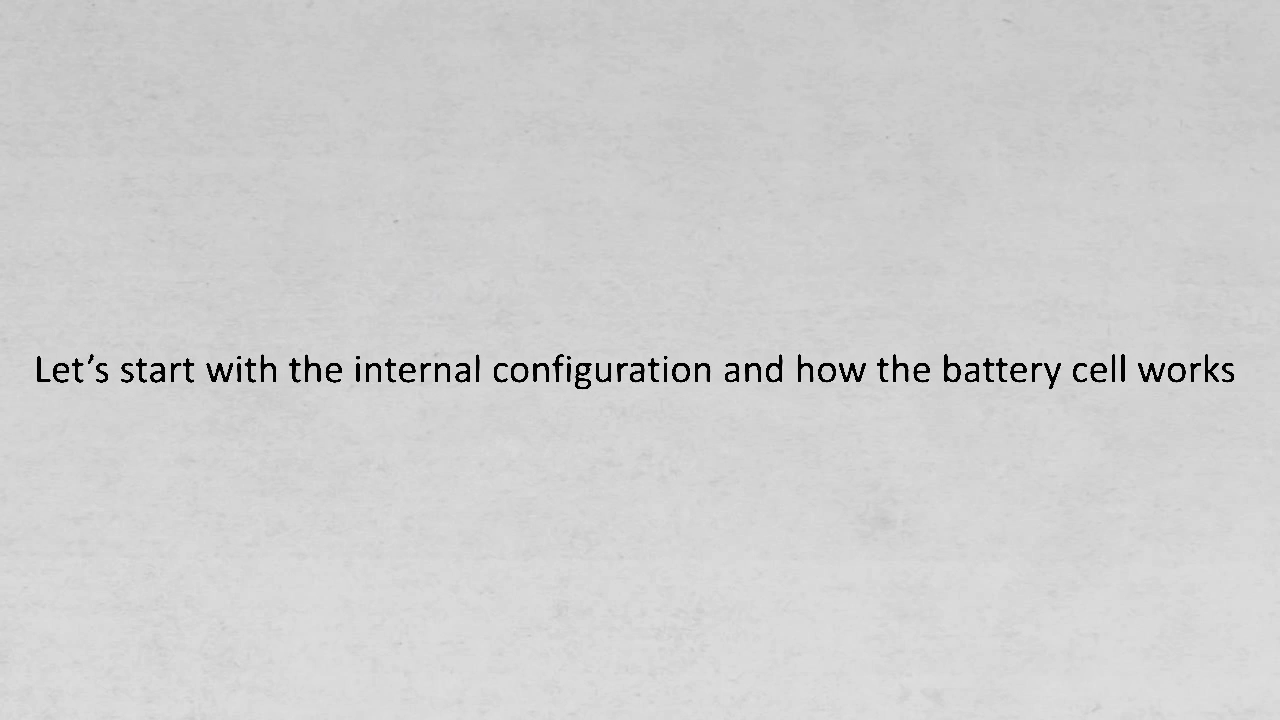 Let’s start with the internal configuration and how the battery cell works